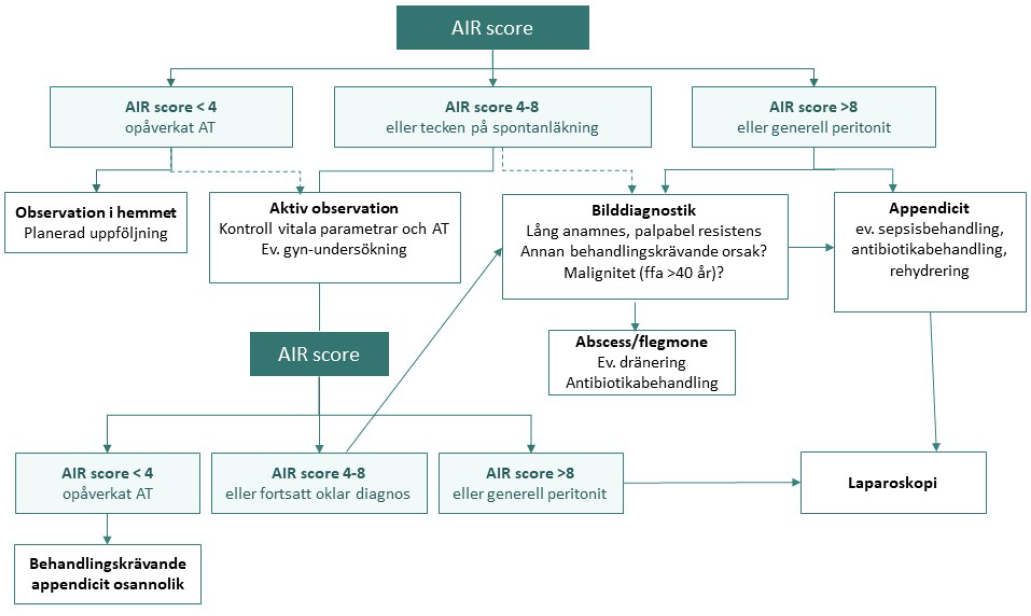 AIR score
AIR score < 4
opåverkat AT
AIR score 4-8
eller tecken på spontanläkning
AIR score >8
eller generell peritonit
Observation i hemmet
Planerad uppföljning
Aktiv observation
Kontroll vitala parametrar och AT
Ev. gyn-undersökning
Bilddiagnostik
Lång anamnes, palpabel resistens
Annan behandlingskrävande orsak?
Malignitet (ffa >40 år)?
Appendicit
ev. sepsisbehandling,
antibiotikabehandling,
rehydrering
Abscess/flegmone
Ev. dränering
Antibiotikabehandling
AIR score
AIR score < 4
opåverkat AT
AIR score 4-8
eller fortsatt oklar diagnos
AIR score >8
eller generell peritonit
Laparoskopi
Behandlingskrävande
appendicit osannolik